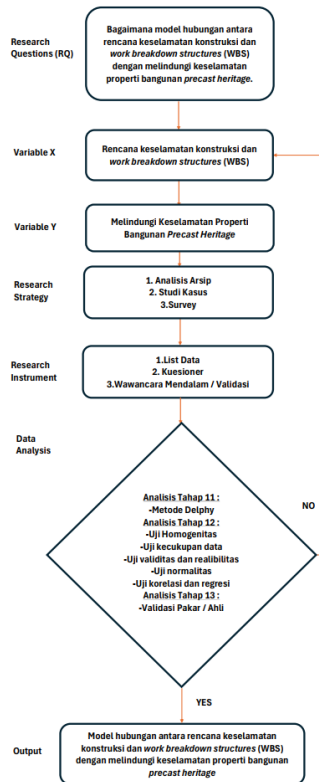 Research
Questions (RQ)
Bagaimana model hubungan antara
rencana keselamatan konstruksi dan
work breakdown structures (WBS)
dengan melindungi keselamatan
properti bangunan precast heritage.
Variable X
Rencana keselamatan konstruksi dan
work breakdown structures (WBS)
Variable Y
Melindungi Keselamatan Properti
Bangunan Precast Heritage
Research
Strategy
1. Analisis Arsip
2. Studi Kasus
3.Survey
Research
Instrument
1.List Data
2. Kuesioner
3.Wawancara Mendalam / Validasi
Data
Analysis
Analisis Tahap 11 :
-Metode Delphy
Analisis Tahap 12 :
-Uji Homogenitas
-Uji kecukupan data
-Uji validitas dan realibilitas
-Uji normalitas
-Uji korelasi dan regresi
Analisis Tahap 13 :
-Validasi Pakar / Ahli
NO
YES
Output
Model hubungan antara rencana keselamatan
konstruksi dan work breakdown structures (WBS)
dengan melindungi keselamatan properti bangunan
precast heritage